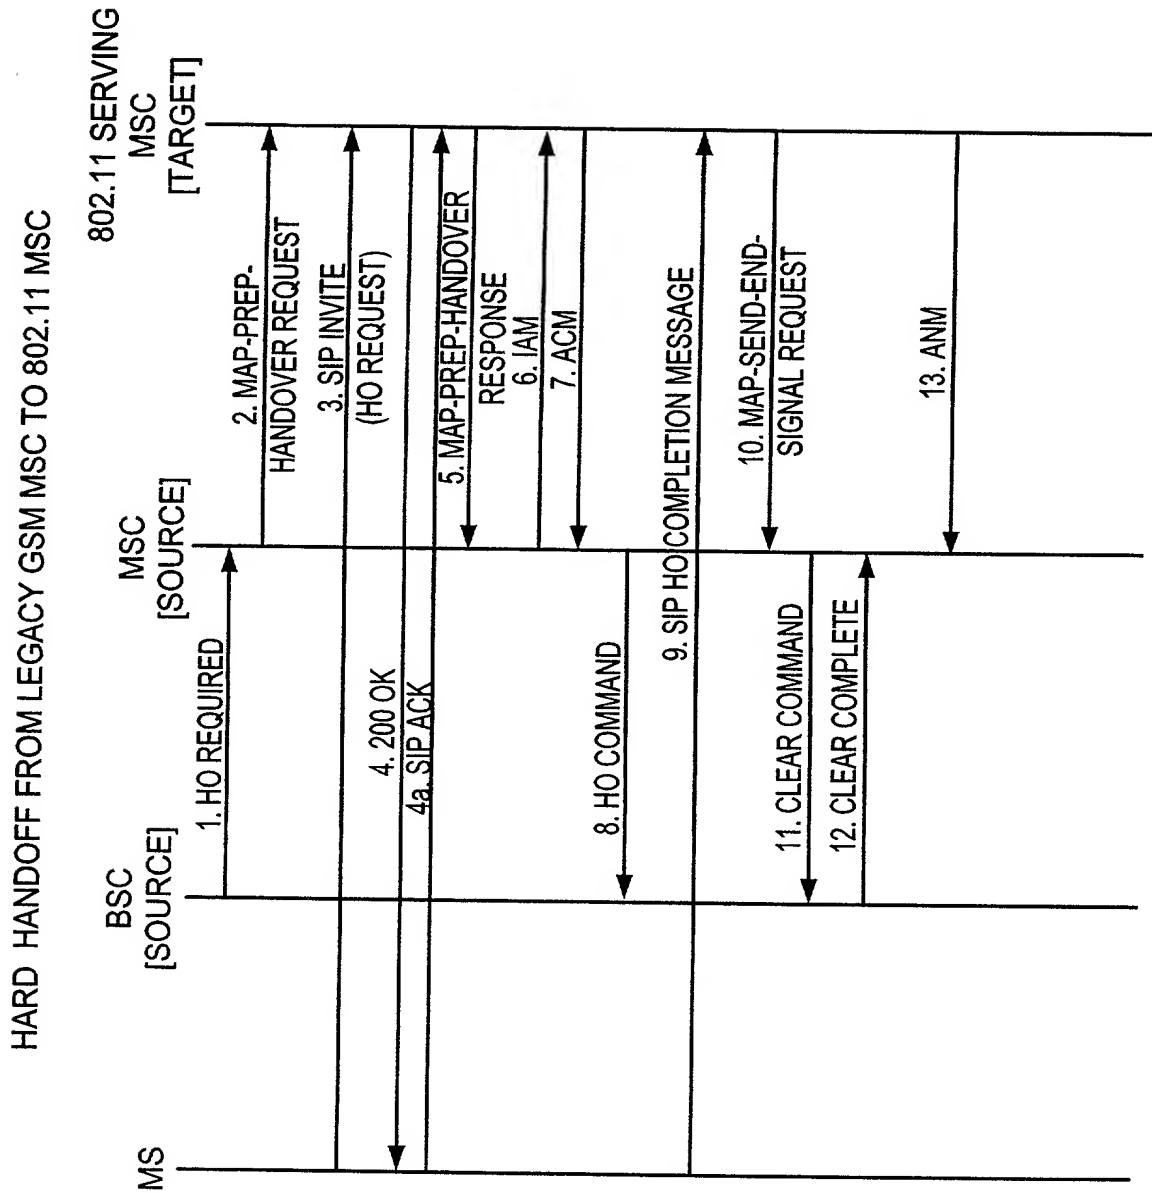 HARD HANDOFF FROM LEGACY GSM MSC TO 802.11 MSC
MS
BSC
[SOURCE]
MSC
[SOURCE]
802.11 SERVING
MSC
[TARGET]
1. HO REQUIRED
2. MAP-PREP-
HANDOVER REQUEST
3. SIP INVITE
(HO REQUEST)
4. 200 OK
4a. SIP ACK
5. MAP-PREP-HANDOVER
RESPONSE
6. IAM
7. ACM
8. HO COMMAND
9. SIP HO COMPLETION MESSAGE
10. MAP-SEND-END-
SIGNAL REQUEST
11. CLEAR COMMAND
12. CLEAR COMPLETE
13. ANM